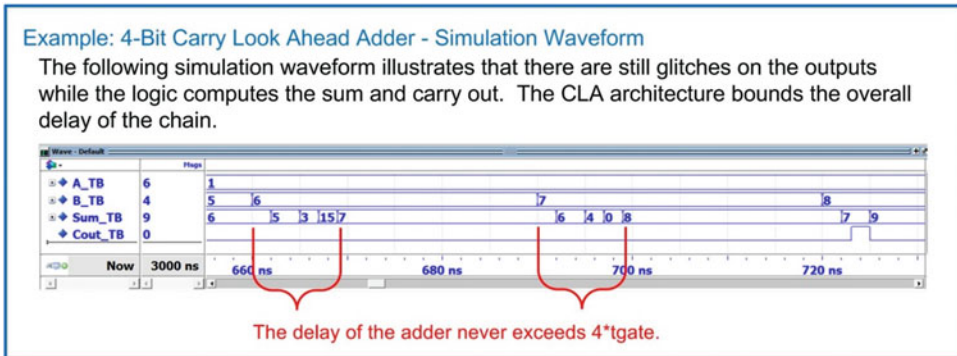 Example: 4-Bit Carry Look Ahead Adder - Simulation Waveform
The following simulation waveform illustrates that there are still glitches on the outputs
while the logic computes the sum and carry out. The CLA architecture bounds the overall
delay of the chain.
Wave - Default
Msgs
A_TB 6 1
B_TB 4 5 6 7 8
Sum_TB 9 6 5 3 15 7 6 4 0 8 7 9
Cout_TB 0
Now 3000 ns 660 ns 680 ns 700 ns 720 ns
The delay of the adder never exceeds 4*tgate.